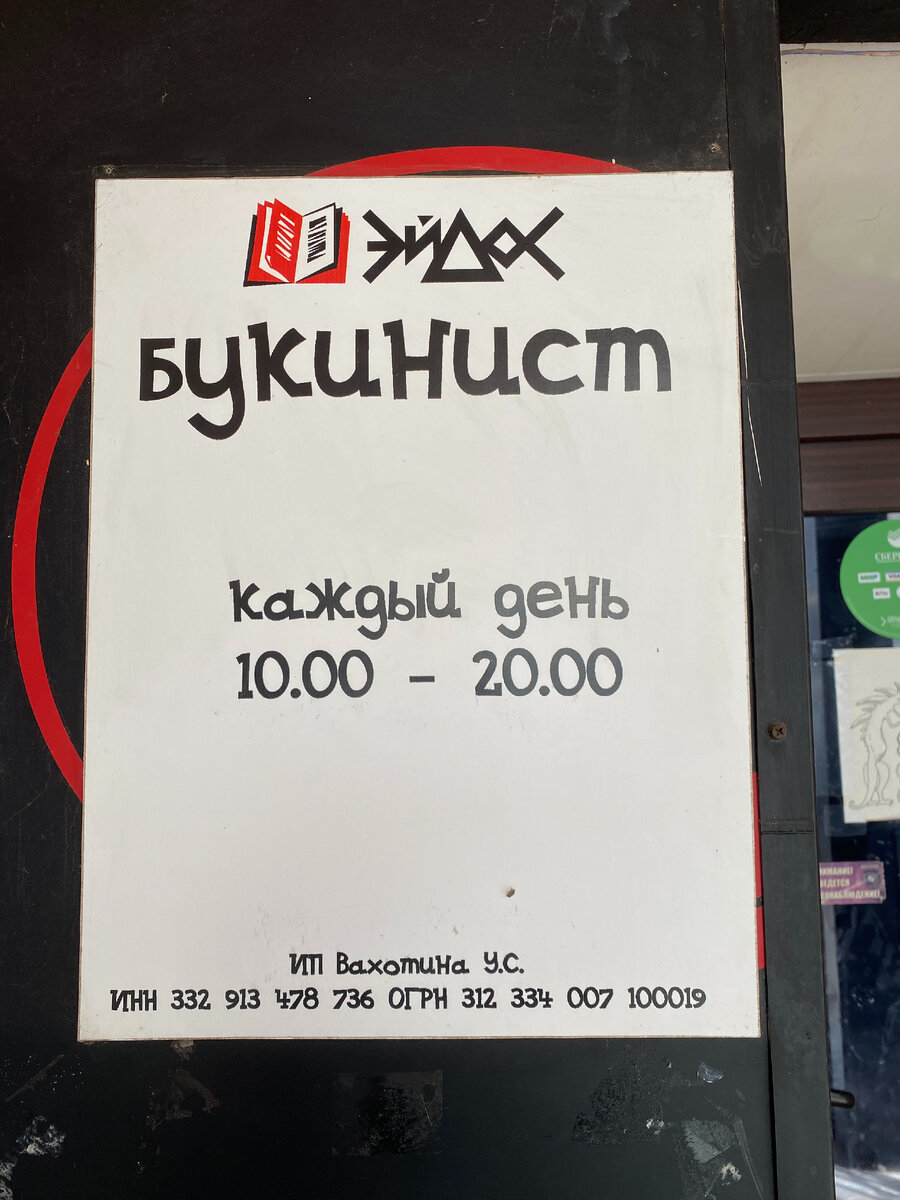 ЭЙДОС
Букинист
каждый день
10.00 – 20.00
ИП Вахотина У.С.
ИНН 332 913 478 736 ОГРН 312 334 007 100019